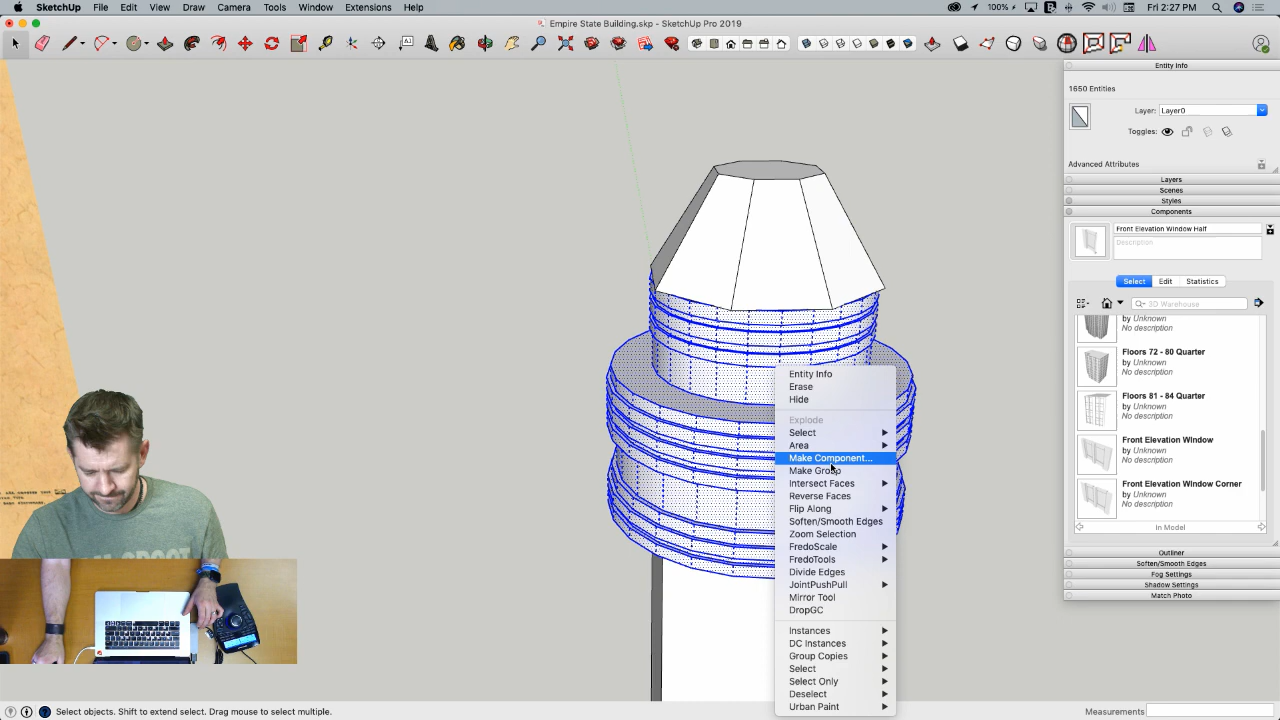 SketchUp File Edit View Draw Camera Tools Window Extensions Help
100% Fri 2:27 PM
Empire State Building.skp - SketchUp Pro 2019
Entity Info
1650 Entities
Layer: Layer0
Toggles:
Advanced Attributes
Layers
Scenes
Styles
Components
Front Elevation Window Half
Description
Select Edit Statistics
3D Warehouse
by Unknown
No description
Floors 72 - 80 Quarter
by Unknown
No description
Floors 81 - 84 Quarter
by Unknown
No description
Front Elevation Window
by Unknown
No description
Front Elevation Window Corner
by Unknown
No description
In Model
Outliner
Soften/Smooth Edges
Fog Settings
Shadow Settings
Match Photo
Entity Info
Erase
Hide
Explode
Select
Area
Make Component...
Make Group
Intersect Faces
Reverse Faces
Flip Along
Soften/Smooth Edges
Zoom Selection
FredoScale
FredoTools
Divide Edges
JointPushPull
Mirror Tool
DropGC
Instances
DC Instances
Group Copies
Select
Select Only
Deselect
Urban Paint
Select objects. Shift to extend select. Drag mouse to select multiple.
Measurements